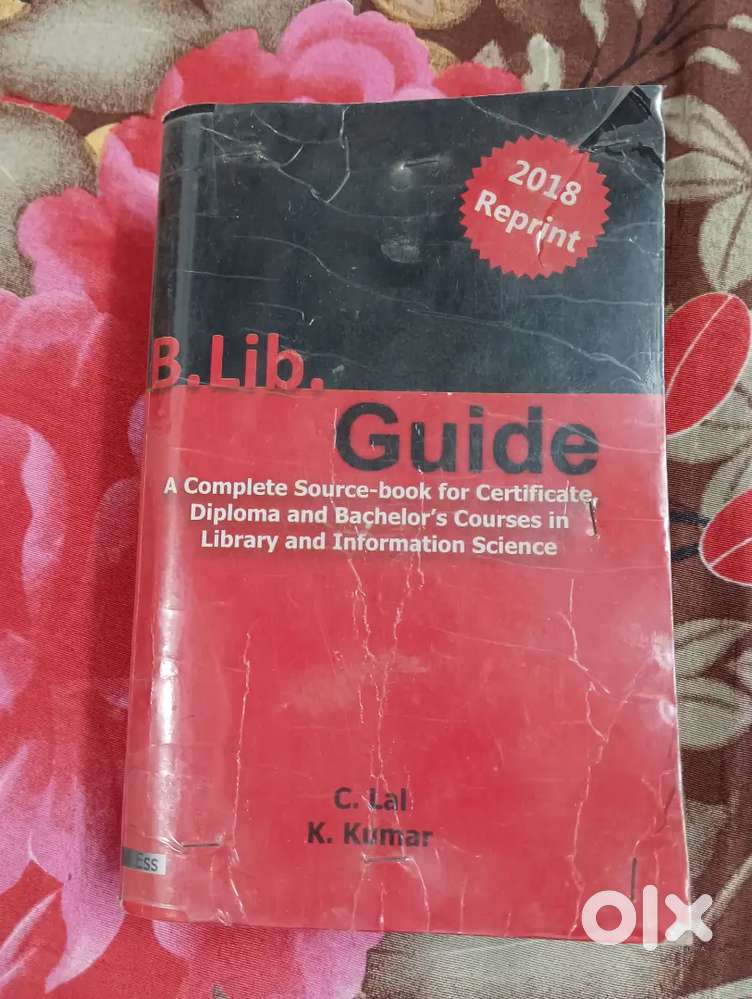 2018
Reprint
B.Lib.
Guide
A Complete Source-book for Certificate,
Diploma and Bachelor's Courses in
Library and Information Science
C. Lal
K. Kumar
Ess
olx